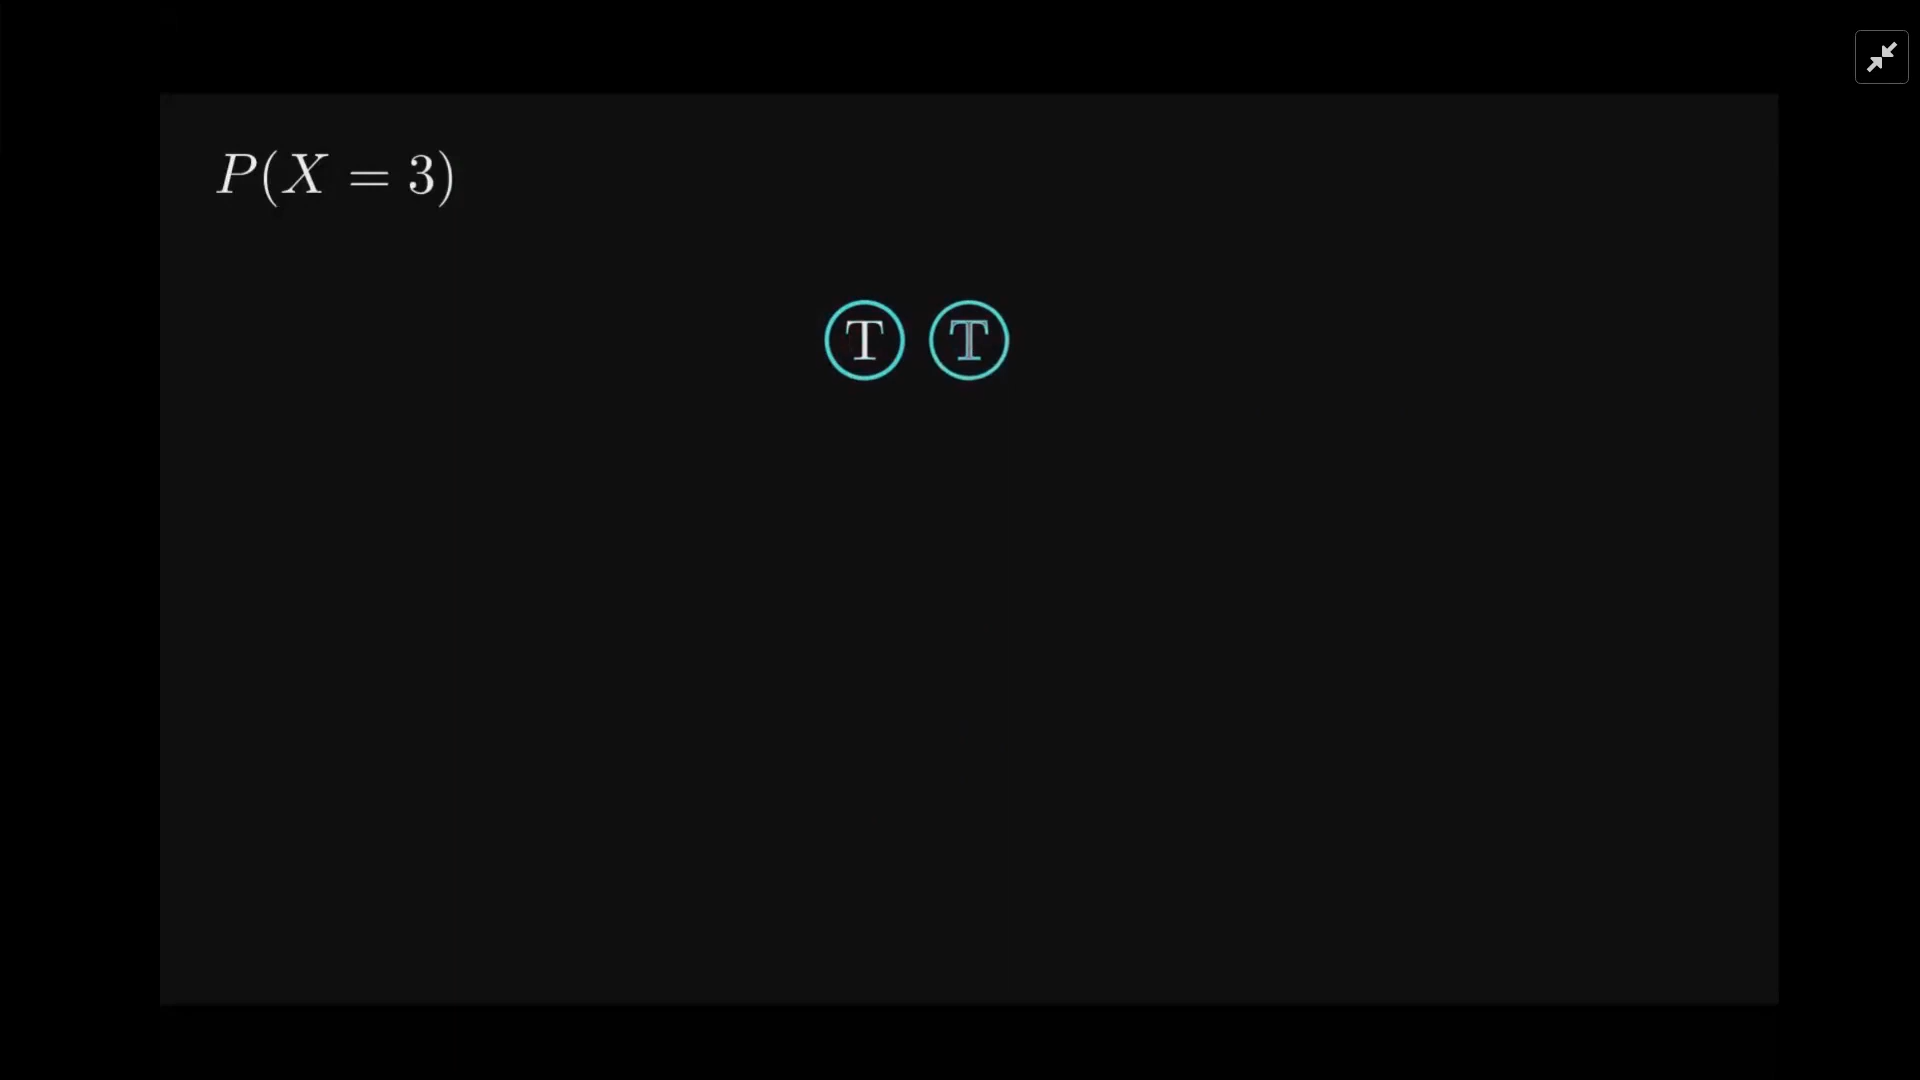 P(X = 3)
T T